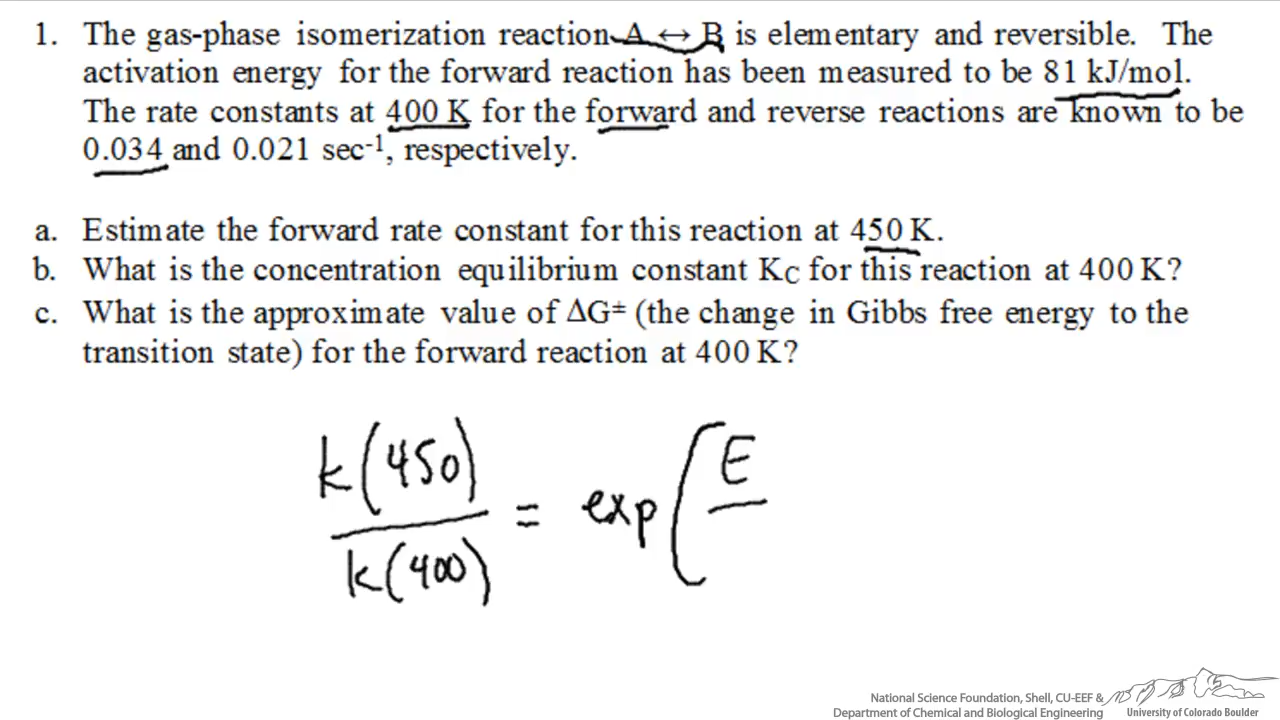 1. The gas-phase isomerization reaction A ↔ B is elementary and reversible. The
activation energy for the forward reaction has been measured to be 81 kJ/mol.
The rate constants at 400 K for the forward and reverse reactions are known to be
0.034 and 0.021 sec⁻¹, respectively.
a. Estimate the forward rate constant for this reaction at 450 K.
b. What is the concentration equilibrium constant KC for this reaction at 400 K?
c. What is the approximate value of ΔG‡ (the change in Gibbs free energy to the
transition state) for the forward reaction at 400 K?
k(450)
k(400)
= exp(
E
National Science Foundation, Shell, CU-EEF &
Department of Chemical and Biological Engineering
University of Colorado Boulder